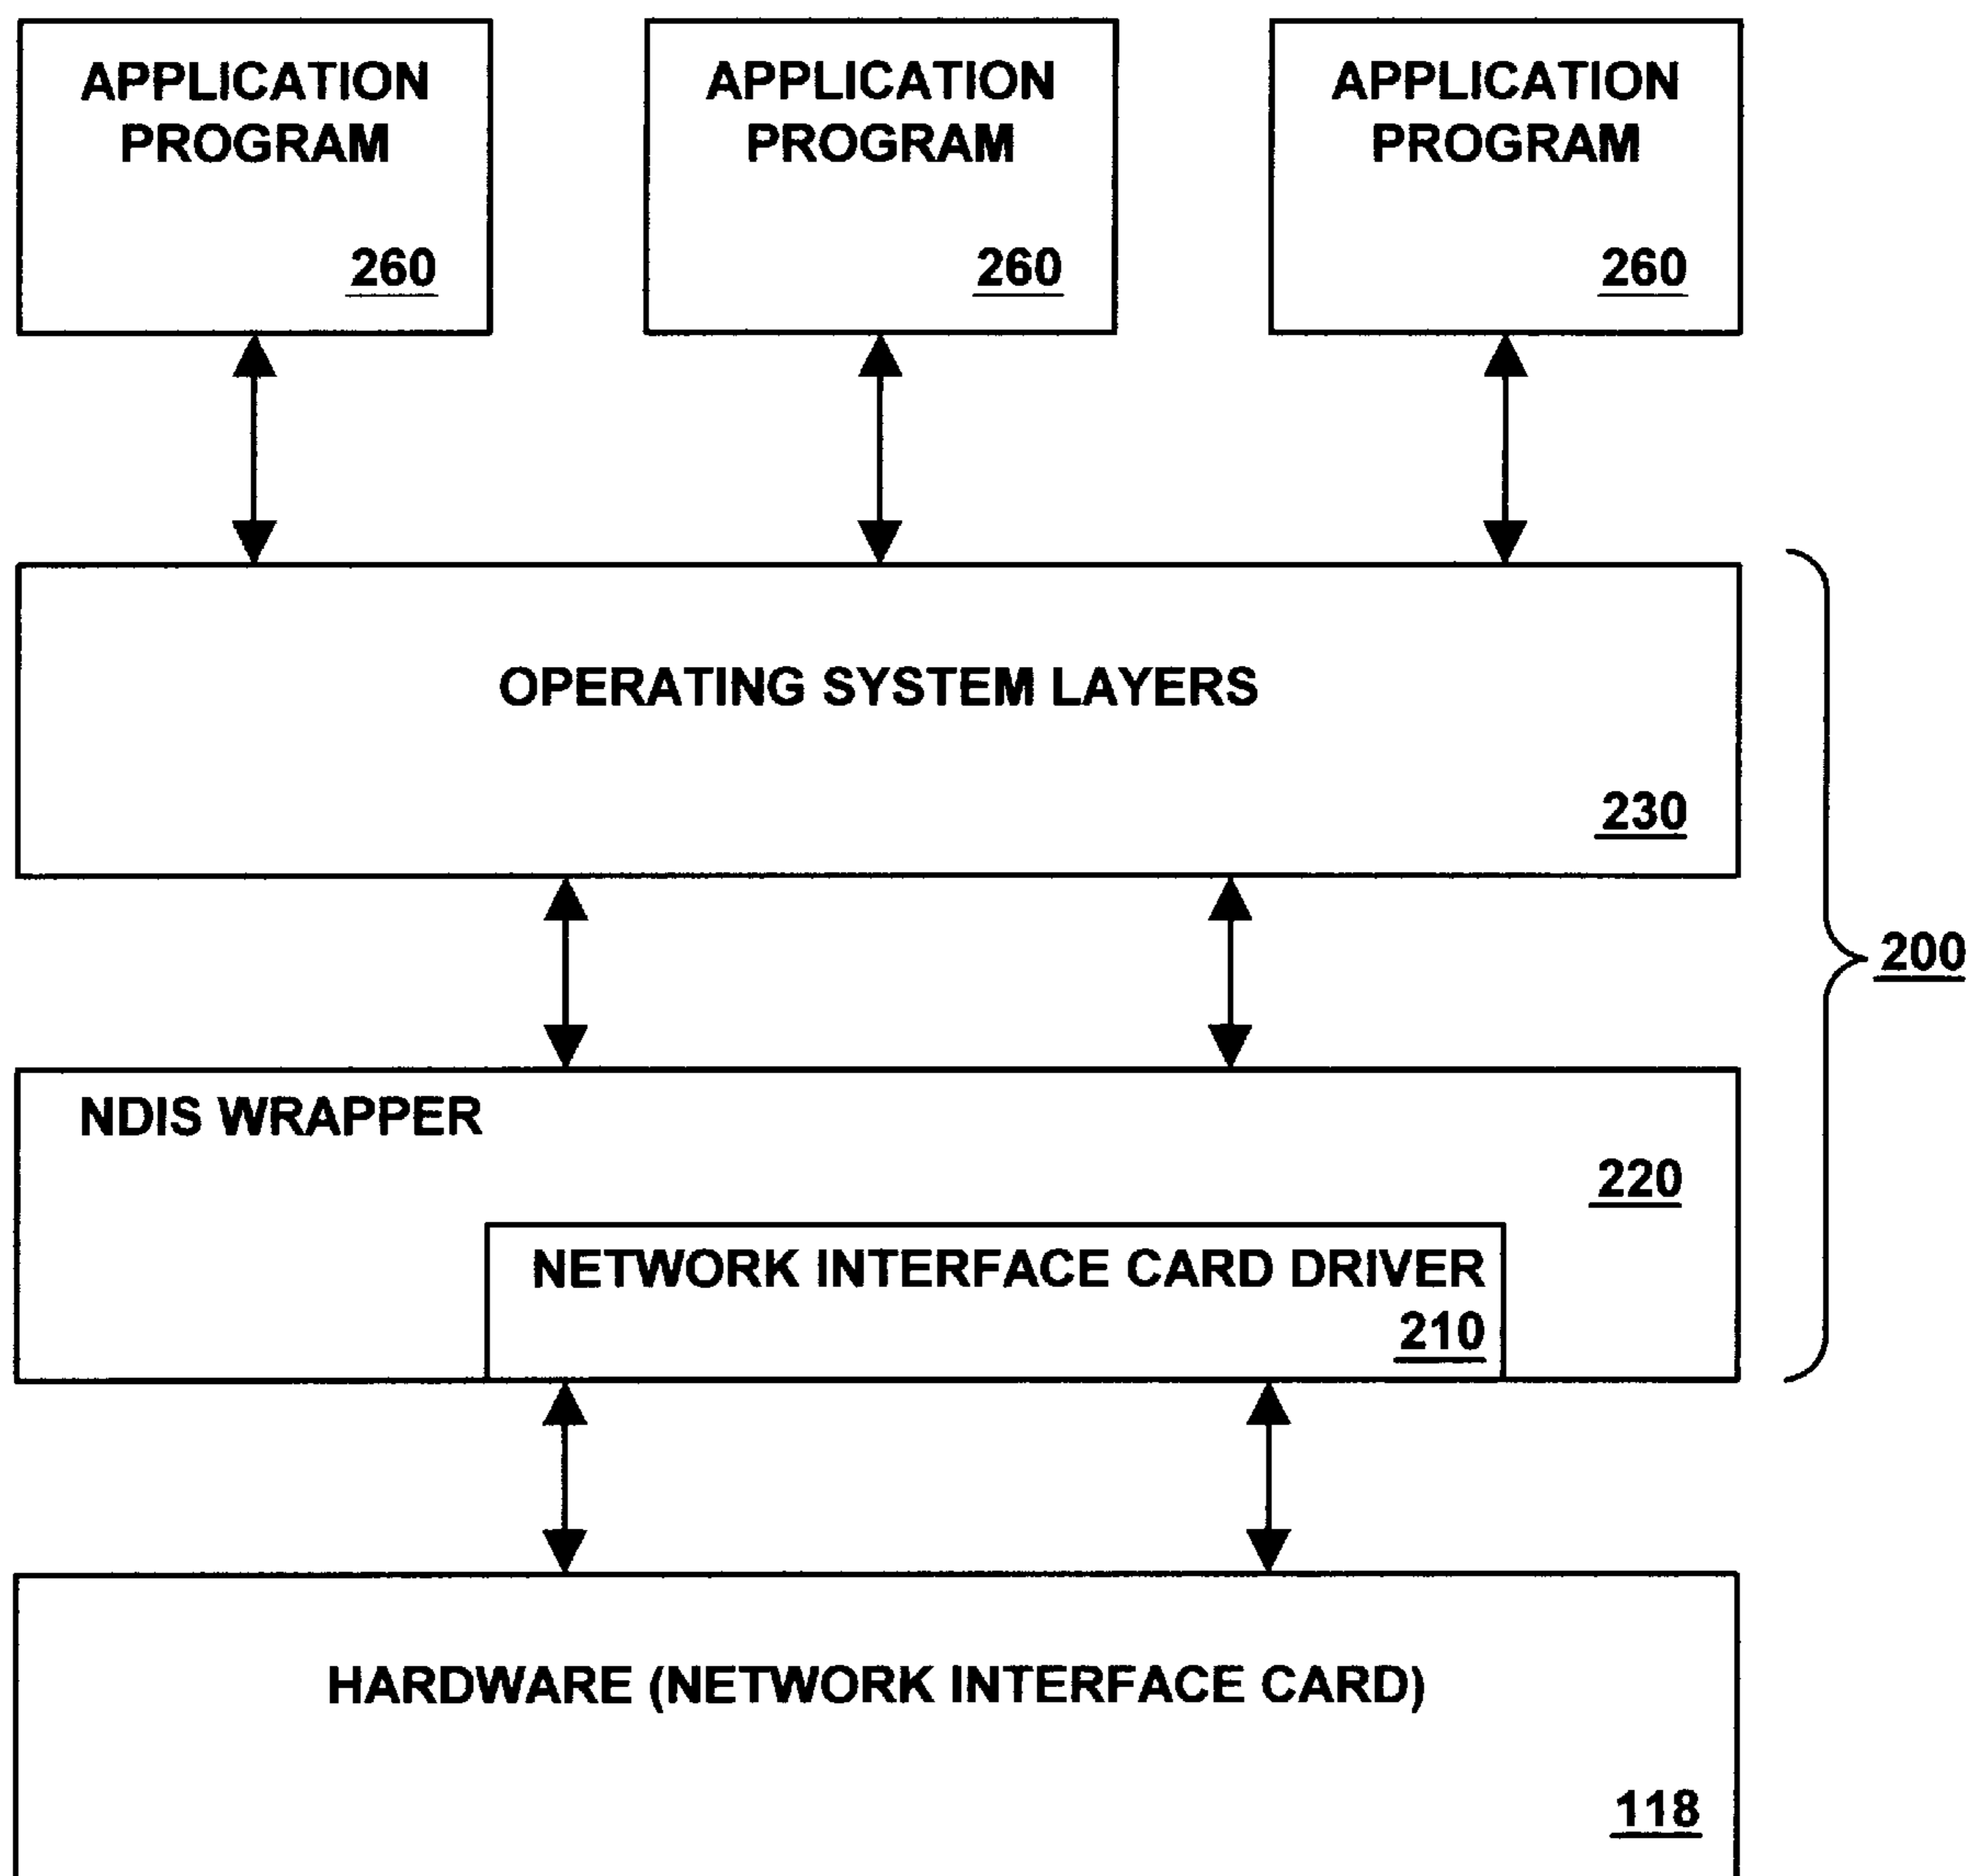 APPLICATION
PROGRAM
260
APPLICATION
PROGRAM
260
APPLICATION
PROGRAM
260
OPERATING SYSTEM LAYERS
230
200
NDIS WRAPPER
220
NETWORK INTERFACE CARD DRIVER
210
HARDWARE (NETWORK INTERFACE CARD)
118